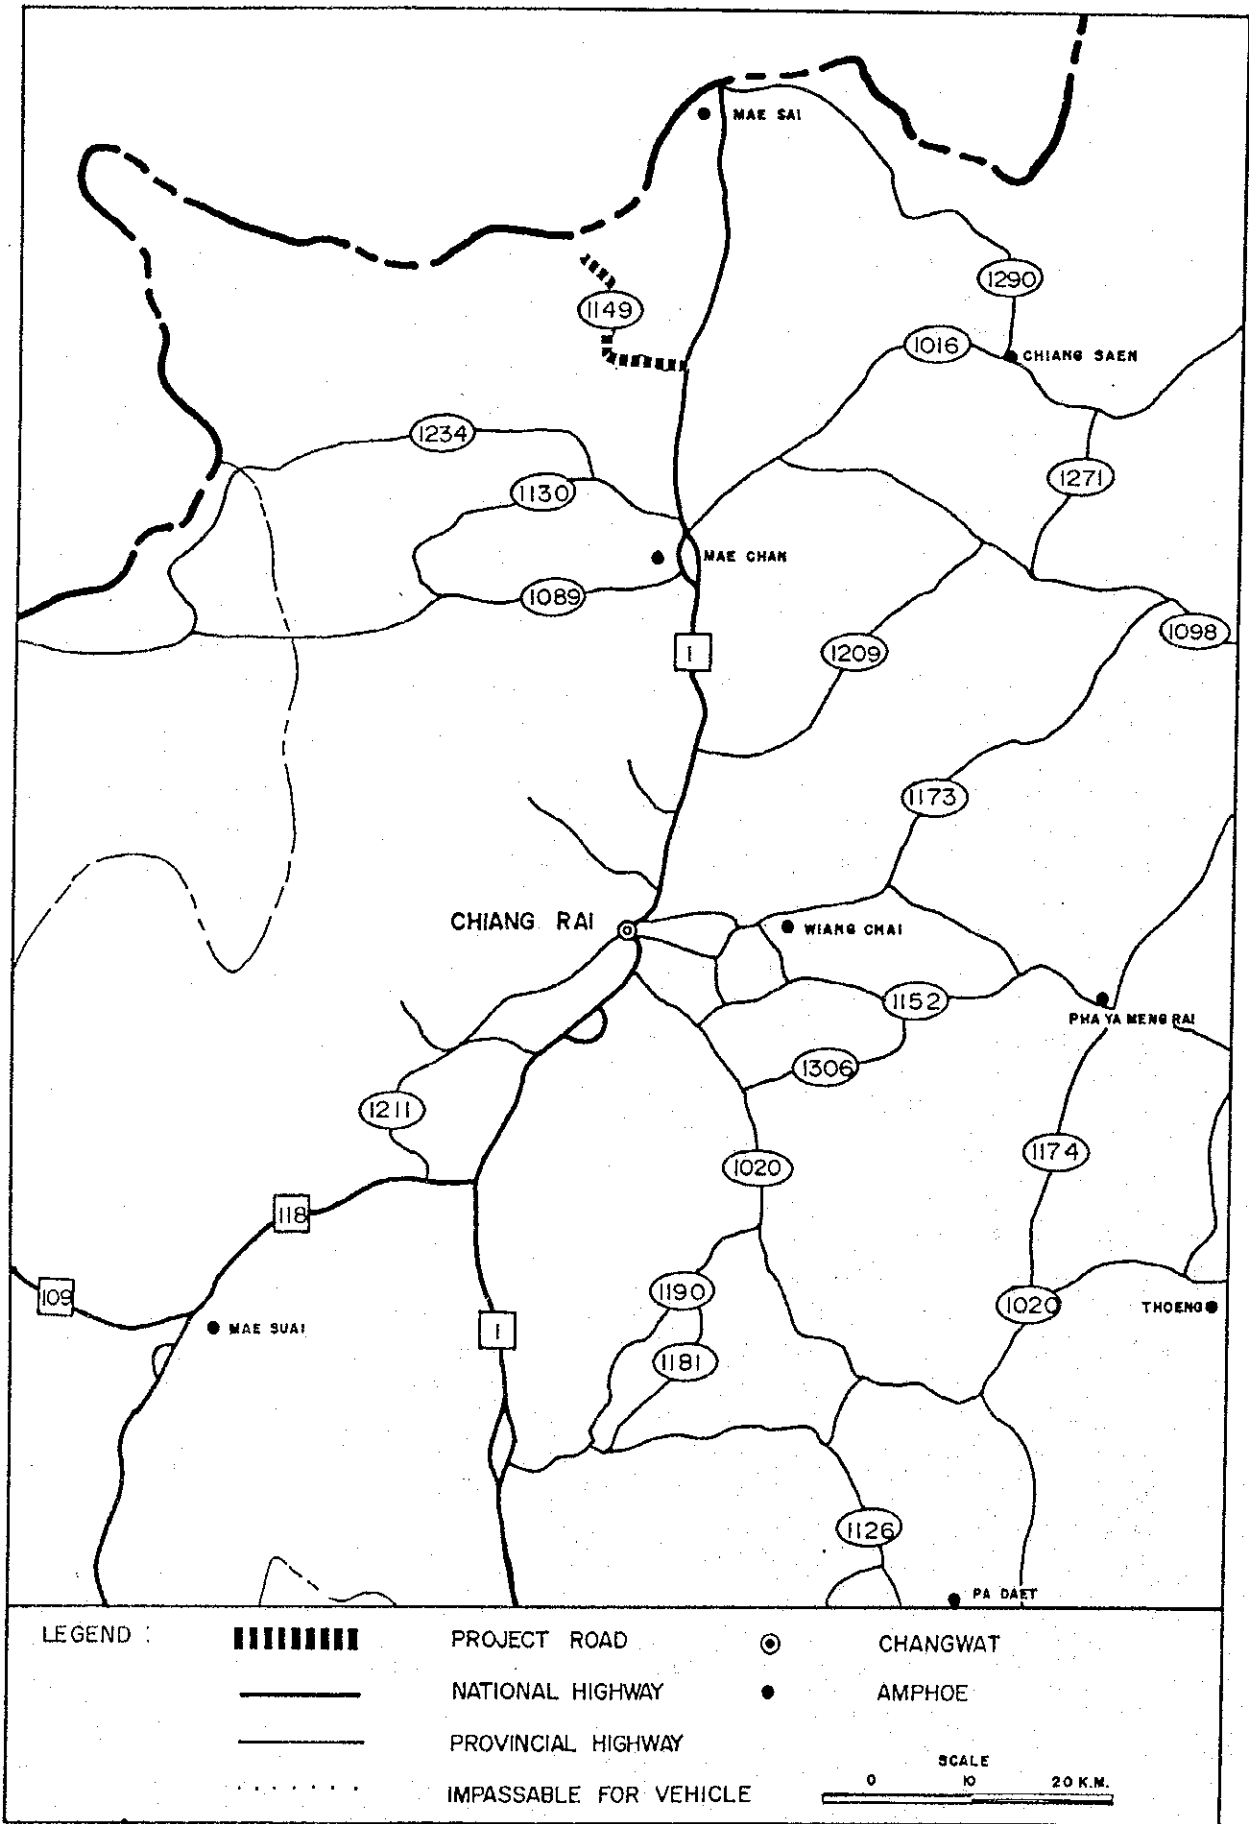 MAE SAI
1290
1149
1016
CHIANG SAEN
1234
1271
1130
MAE CHAN
1089
1098
1
1209
1173
CHIANG RAI
WIANG CHAI
1152
PHA YA MENG RAI
1306
1211
1174
1020
118
1190
109
1020
THOENG
MAE SUAI
1
1181
1126
PA DAET
LEGEND :
PROJECT ROAD
CHANGWAT
NATIONAL HIGHWAY
AMPHOE
PROVINCIAL HIGHWAY
SCALE
0 10 20 K.M.
IMPASSABLE FOR VEHICLE